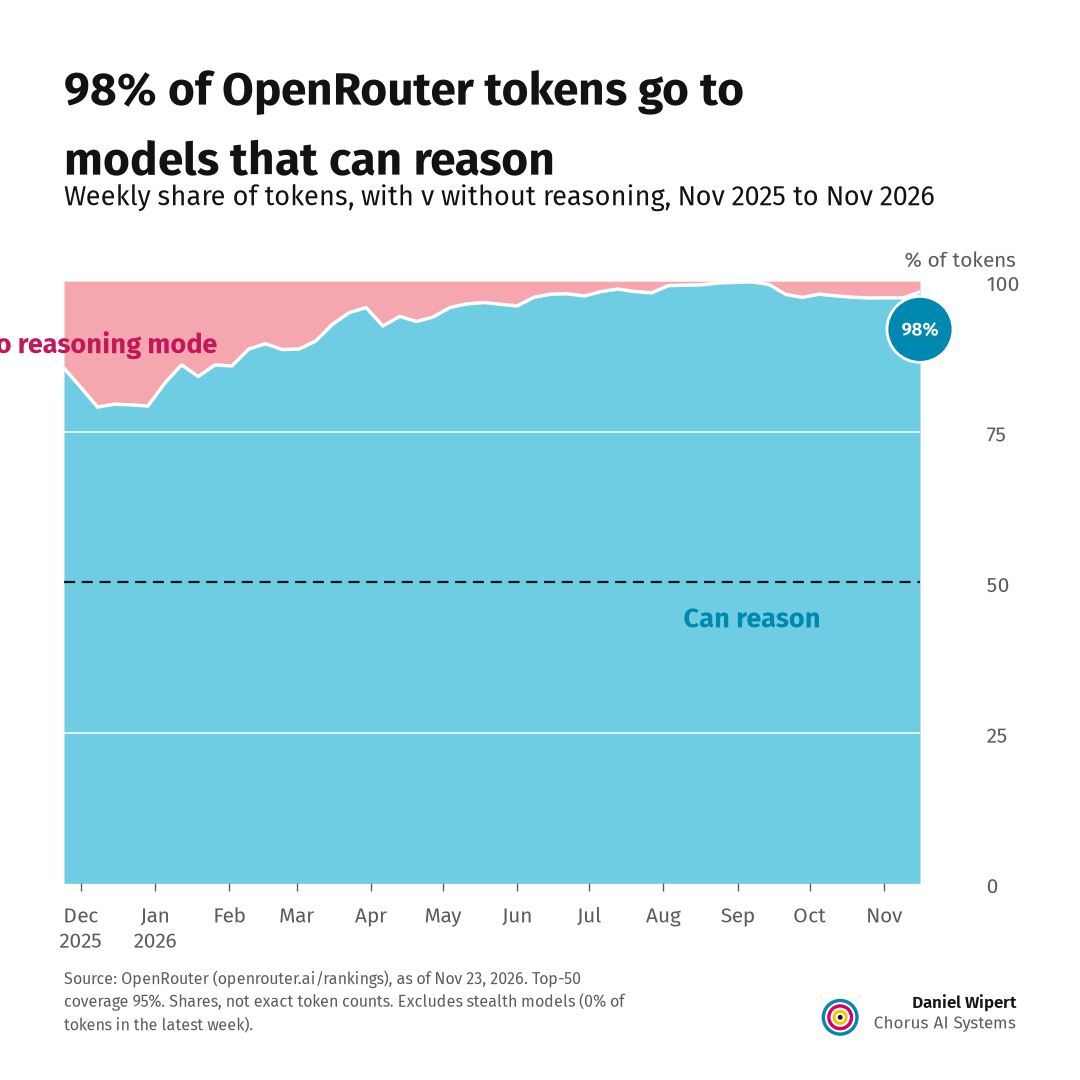 98% of OpenRouter tokens go to
models that can reason
Weekly share of tokens, with v without reasoning, Nov 2025 to Nov 2026
% of tokens
100
o reasoning mode
98%
75
50
Can reason
25
0
Dec Jan Feb Mar Apr May Jun Jul Aug Sep Oct Nov
2025 2026
Source: OpenRouter (openrouter.ai/rankings), as of Nov 23, 2026. Top-50
coverage 95%. Shares, not exact token counts. Excludes stealth models (0% of
tokens in the latest week).
Daniel Wipert
Chorus AI Systems